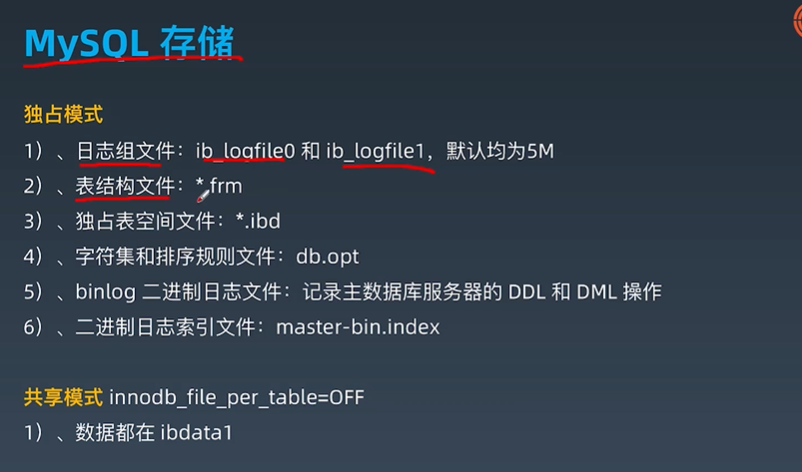 MySQL 存储
独占模式
1）、日志组文件：ib_logfile0 和 ib_logfile1，默认均为5M
2）、表结构文件：*.frm
3）、独占表空间文件：*.ibd
4）、字符集和排序规则文件：db.opt
5）、binlog 二进制日志文件：记录主数据库服务器的 DDL 和 DML 操作
6）、二进制日志索引文件：master-bin.index
共享模式 innodb_file_per_table=OFF
1）、数据都在 ibdata1